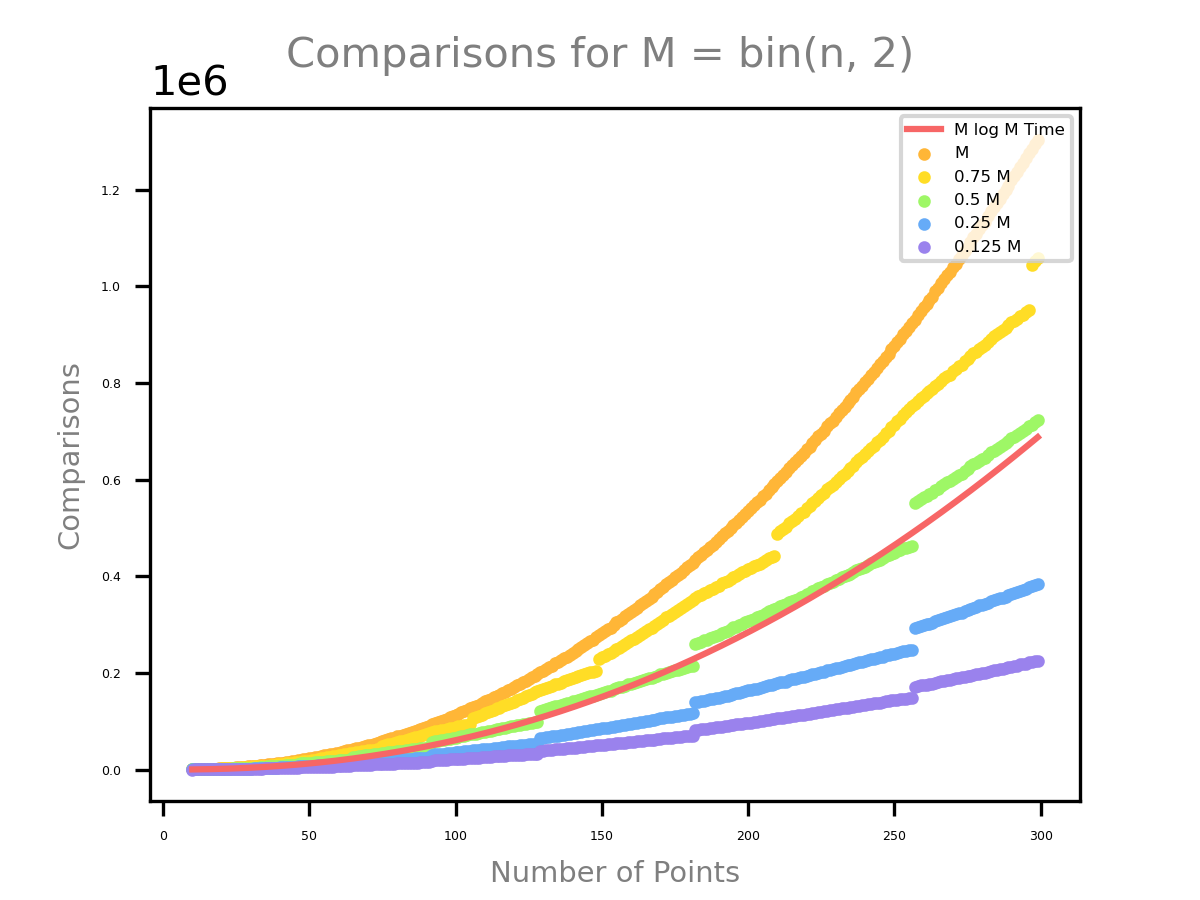 Comparisons for M = bin(n, 2)
1e6
M log M Time
M
0.75 M
0.5 M
0.25 M
0.125 M
1.2
1.0
0.8
0.6
0.4
0.2
0.0
Comparisons
0 50 100 150 200 250 300
Number of Points